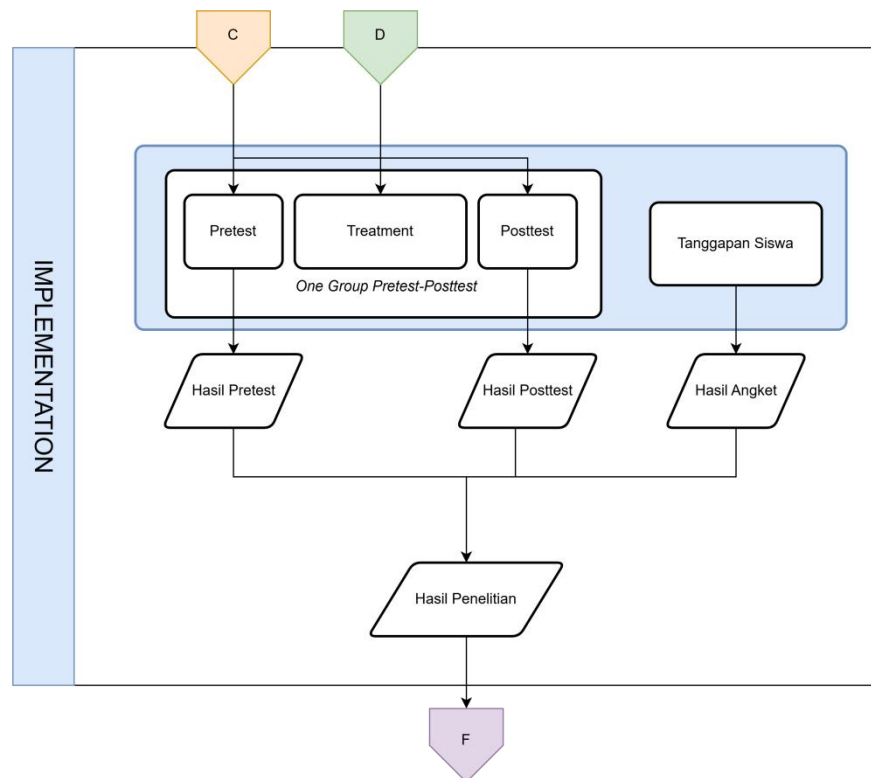 C
D
IMPLEMENTATION
Pretest
Treatment
Posttest
Tanggapan Siswa
One Group Pretest-Posttest
Hasil Pretest
Hasil Posttest
Hasil Angket
Hasil Penelitian
F